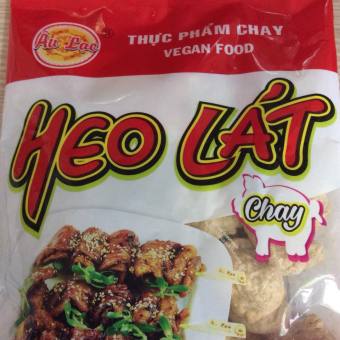 Âu Lạc
THỰC PHẨM CHAY
VEGAN FOOD
HEO LÁT
Chay